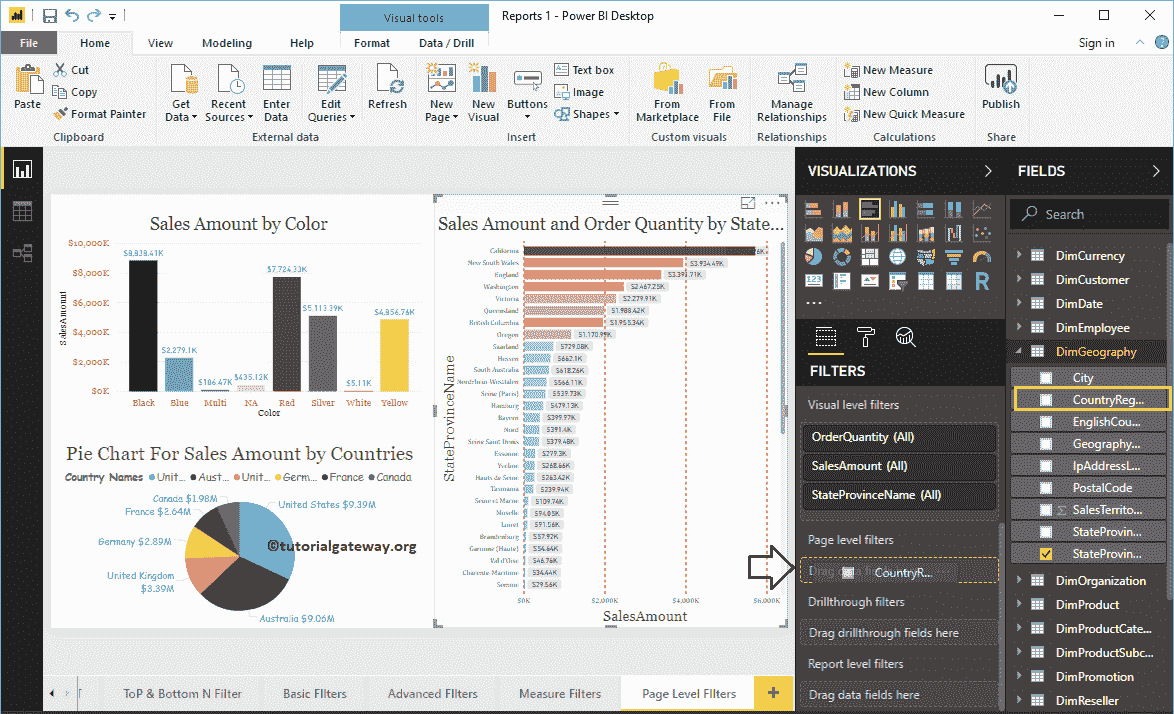 Visual tools
Reports 1 - Power BI Desktop
File
Home
View
Modeling
Help
Format
Data / Drill
Sign in
Paste
Cut
Copy
Format Painter
Get Data
Recent Sources
Enter Data
Edit Queries
Refresh
New Page
New Visual
Buttons
Text box
Image
Shapes
From Marketplace
From File
Manage Relationships
New Measure
New Column
New Quick Measure
Publish
Clipboard
External data
Insert
Custom visuals
Relationships
Calculations
Share
Sales Amount by Color
SalesAmount
$10,000K
$8,000K
$6,000K
$4,000K
$2,000K
$0K
$8,838.41K
$2,279.1K
$106.47K
$435.12K
$7,724.33K
$5,113.39K
$5.11K
$4,856.76K
Black
Blue
Multi
NA
Red
Silver
White
Yellow
Color
Pie Chart For Sales Amount by Countries
Country Names
Unit...
Aust...
Unit...
Germ...
France
Canada
Canada $1.98M
France $2.64M
Germany $2.89M
United Kingdom
$3.39M
United States $9.39M
Australia $9.06M
©tutorialgateway.org
Sales Amount and Order Quantity by State...
StateProvinceName
California
New South Wales $3,934.49K
England
Washington $2,467.25K
Victoria $2,279.91K
Queensland $1,988.42K
British Columbia $1,955.34K
Oregon
Saarland $729.08K
Hessen $662.1K
South Australia $618.26K
Nordrhein-Westfalen $566.11K
Seine (Paris) $539.73K
Hamburg $479.13K
Bayern $399.97K
Nord $391.4K
Seine Saint Denis $379.48K
Essonne $279.3K
Yveline $268.66K
Hauts de Seine $263.42K
Tasmania $239.94K
Seine et Marne $109.76K
Moselle $94.05K
Loiret $91.56K
Brandenburg $57.92K
Garonne (Haute) $54.64K
Val d'Oise $46.76K
Charente-Maritime $34.44K
Somme $29.56K
$0K
$2,000K
$4,000K
$6,000K
SalesAmount
VISUALIZATIONS
R
FILTERS
Visual level filters
OrderQuantity (All)
SalesAmount (All)
StateProvinceName (All)
Page level filters
CountryR...
Drillthrough filters
Drag drillthrough fields here
Report level filters
Drag data fields here
FIELDS
Search
DimCurrency
DimCustomer
DimDate
DimEmployee
DimGeography
City
CountryReg...
EnglishCou...
Geography...
IpAddressL...
PostalCode
SalesTerrito...
StateProvin...
StateProvin...
DimOrganization
DimProduct
DimProductCate...
DimProductSubc...
DimPromotion
DimReseller
ToP & Bottom N Filter
Basic FIlters
Advanced FIlters
Measure Filters
Page Level FIlters